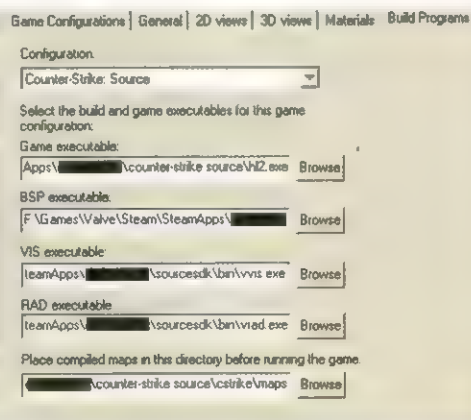 Game Configurations General 2D views 3D views Materials Build Programs
Configuration:
Counter-Strike: Source
Select the build and game executables for this game
configuration:
Game executable:
Apps\ \counter-strike source\hl2.exe Browse
BSP executable:
F:\Games\Valve\Steam\SteamApps\ Browse
VIS executable:
teamApps\ \sourcesdk\bin\vvis.exe Browse
RAD executable
teamApps\ \sourcesdk\bin\vrad.exe Browse
Place compiled maps in this directory before running the game.
\counter-strike source\cstrike\maps Browse